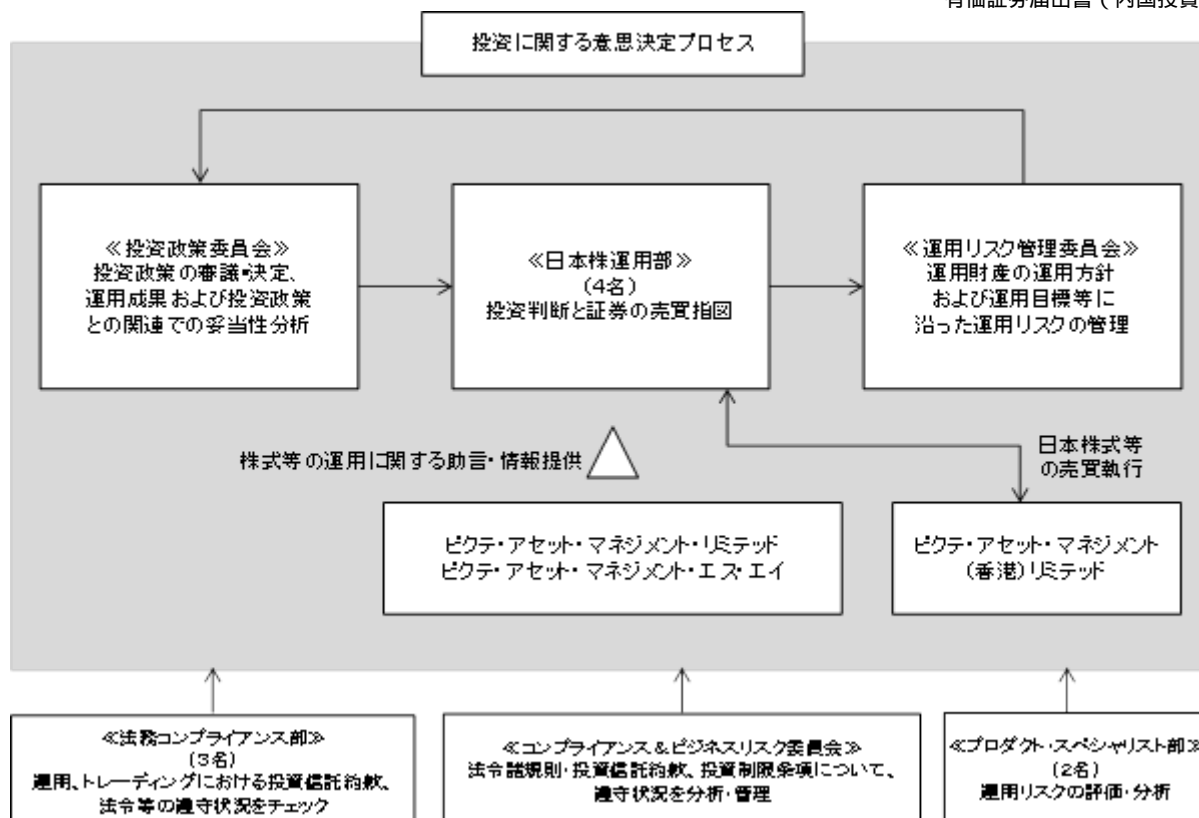 有価証券届出書(内国投資
投資に関する意思決定プロセス
≪投資政策委員会≫
投資政策の審議・決定、
運用成果および投資政策
との関連での妥当性分析
≪日本株運用部≫
(4名)
投資判断と証券の売買指図
≪運用リスク管理委員会≫
運用財産の運用方針
および運用目標等に
沿った運用リスクの管理
株式等の運用に関する助言・情報提供
日本株式等
の売買執行
ピクテ・アセット・マネジメント・リミテッド
ピクテ・アセット・マネジメント・エス・エイ
ピクテ・アセット・マネジメント
(香港)リミテッド
≪法務コンプライアンス部≫
(3名)
運用、トレーディングにおける投資信託約款、
法令等の遵守状況をチェック
≪コンプライアンス&ビジネスリスク委員会≫
法令諸規則・投資信託約款、投資制限条項について、
遵守状況を分析・管理
≪プロダクト・スペシャリスト部≫
(2名)
運用リスクの評価・分析